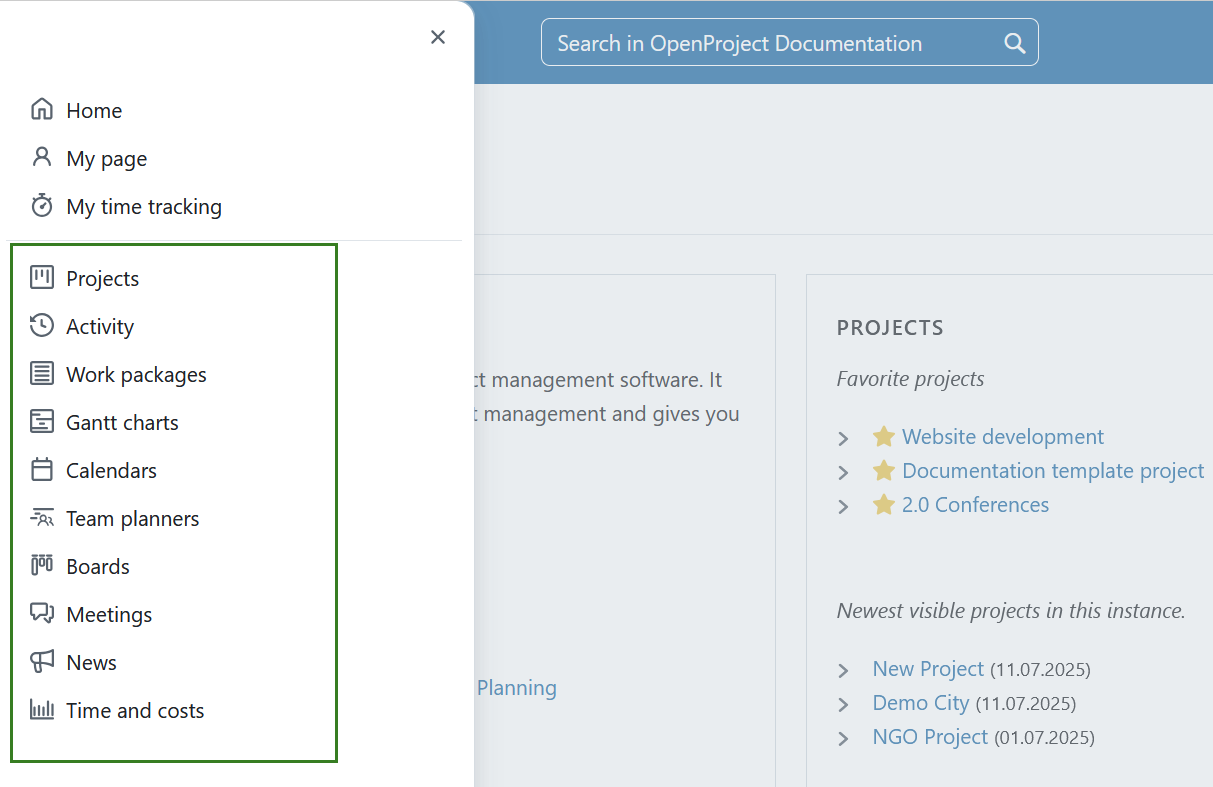 Search in OpenProject Documentation
Home
My page
My time tracking
Projects
Activity
Work packages
Gantt charts
Calendars
Team planners
Boards
Meetings
News
Time and costs
management software. It
management and gives you
Planning
PROJECTS
Favorite projects
Website development
Documentation template project
2.0 Conferences
Newest visible projects in this instance.
New Project (11.07.2025)
Demo City (11.07.2025)
NGO Project (01.07.2025)